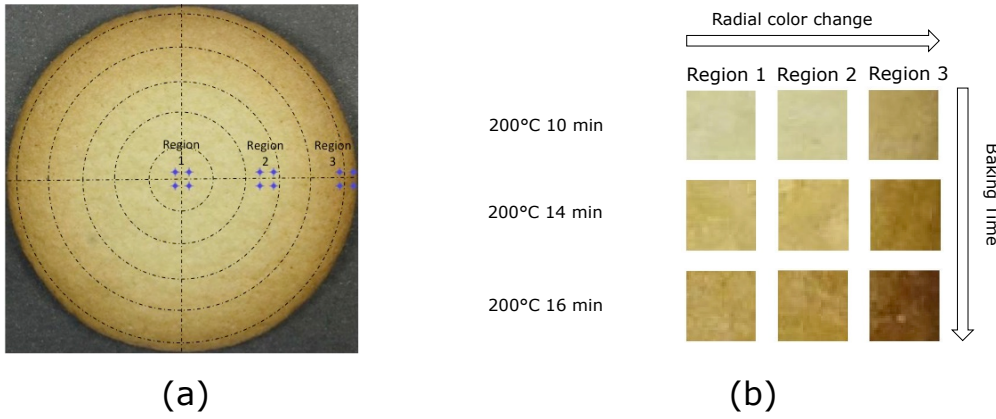 Region
1
Region
2
Region
3
(a)
Radial color change
Region 1 Region 2 Region 3
200°C 10 min
200°C 14 min
200°C 16 min
Baking Time
(b)